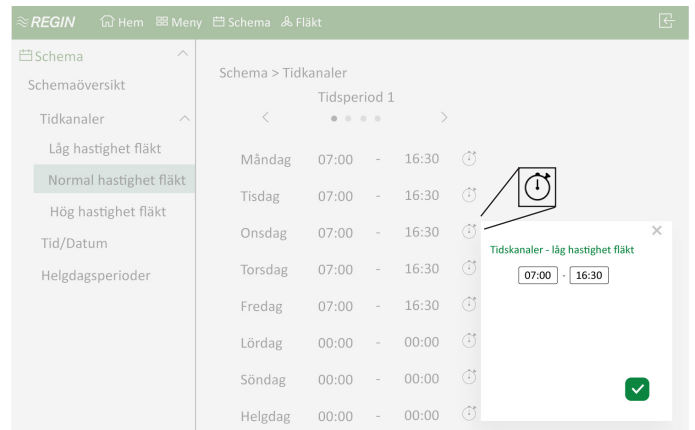 REGIN Hem Meny Schema Fläkt
Schema
Schemaöversikt
Tidkanaler
Låg hastighet fläkt
Normal hastighet fläkt
Hög hastighet fläkt
Tid/Datum
Helgdagsperioder
Schema > Tidkanaler
Tidsperiod 1
< >
Måndag 07:00 - 16:30
Tisdag 07:00 - 16:30
Onsdag 07:00 - 16:30
Torsdag 07:00 - 16:30
Fredag 07:00 - 16:30
Lördag 00:00 - 00:00
Söndag 00:00 - 00:00
Helgdag 00:00 - 00:00
Tidskanaler - låg hastighet fläkt
07:00 - 16:30